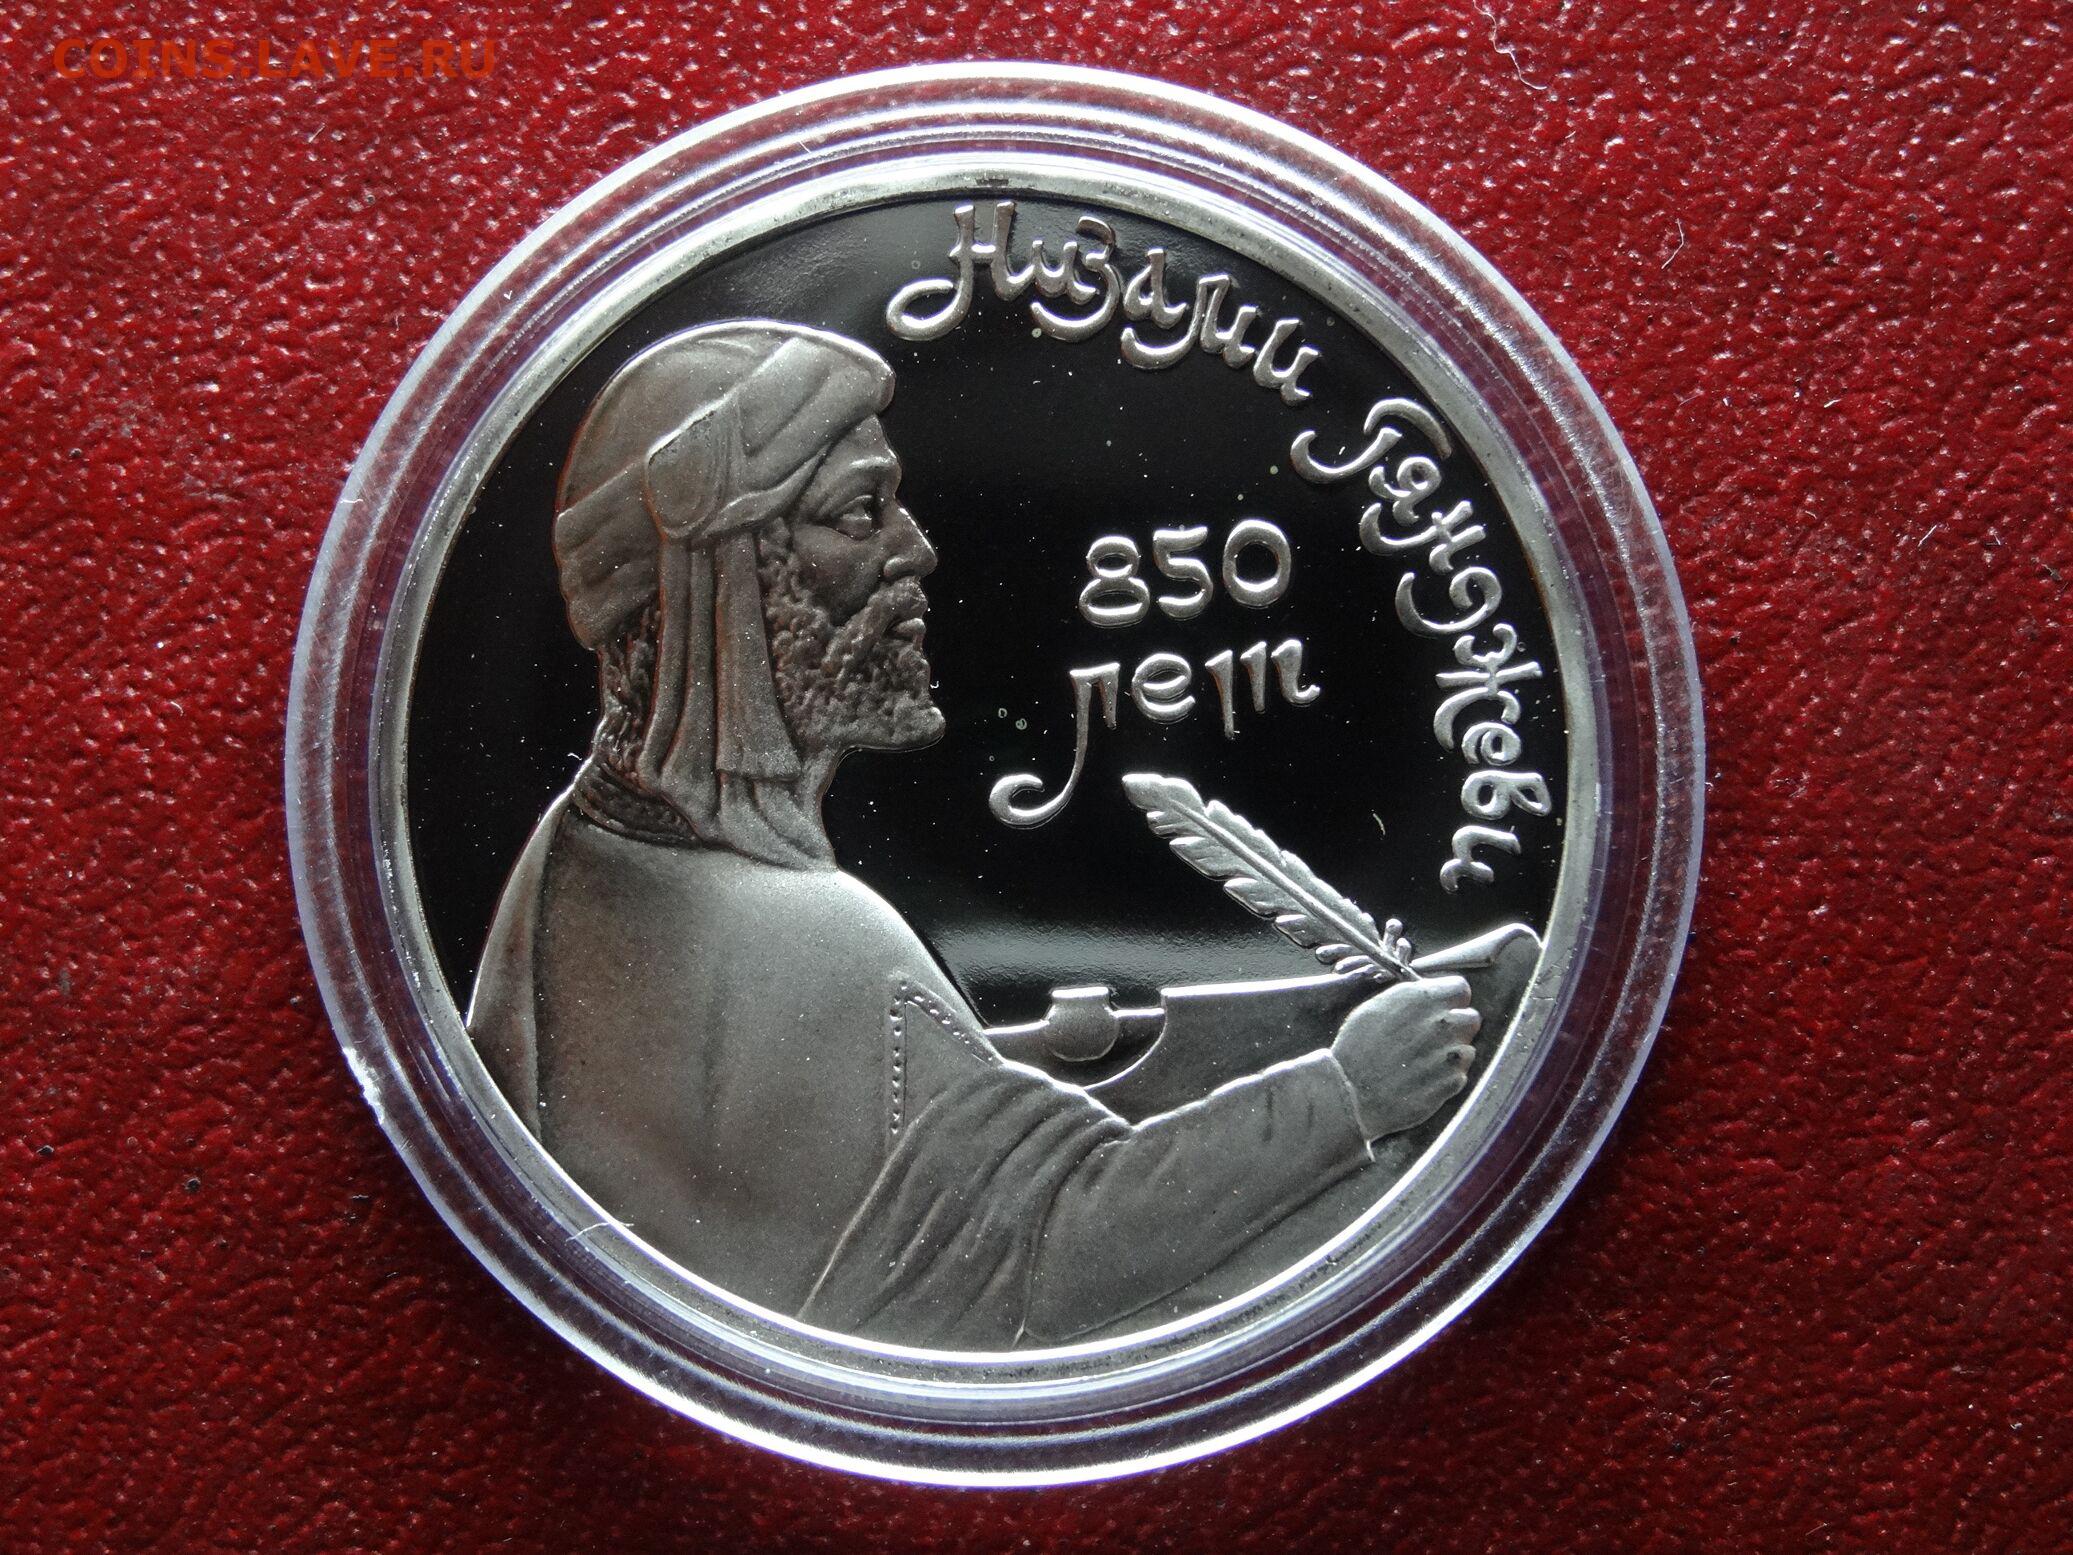 COINS.LAVE.RU
Низами Гянджеви
850
лет